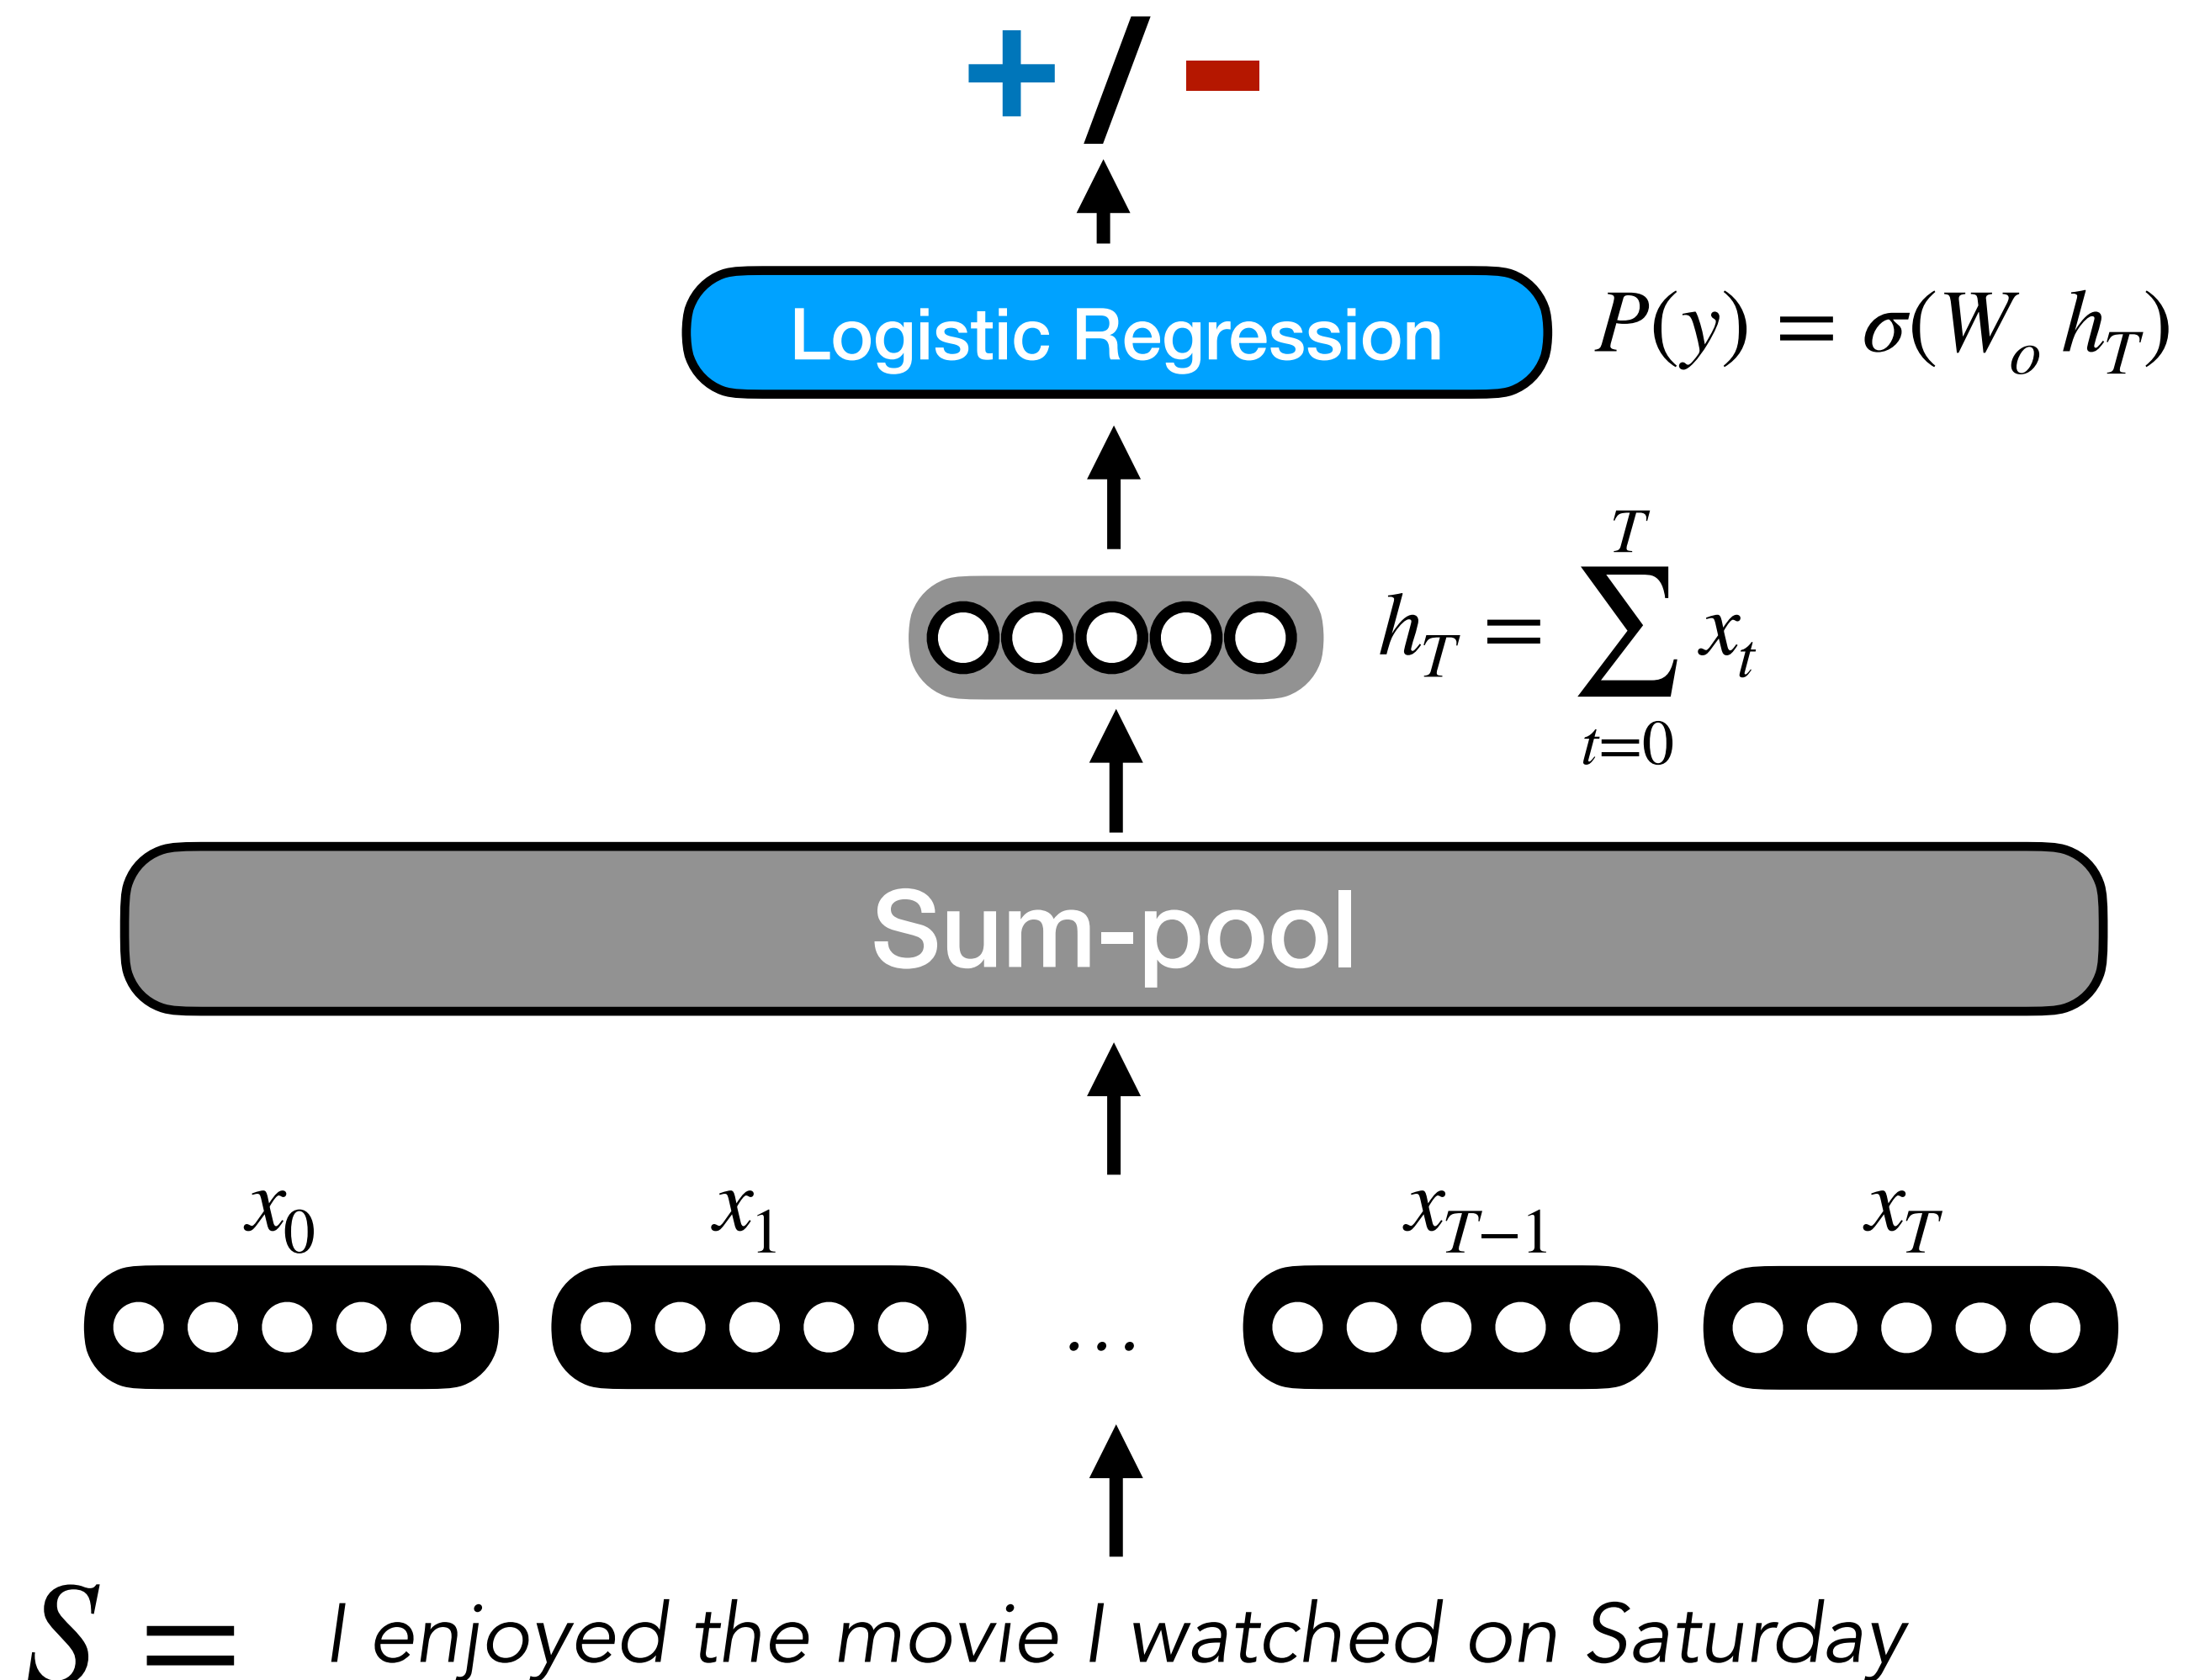 + / -
Logistic Regression
P(y) = σ(W_o h_T)
h_T = ∑_{t=0}^{T} x_t
Sum-pool
x_0 x_1 x_{T−1} x_T
...
S = I enjoyed the movie I watched on Saturday